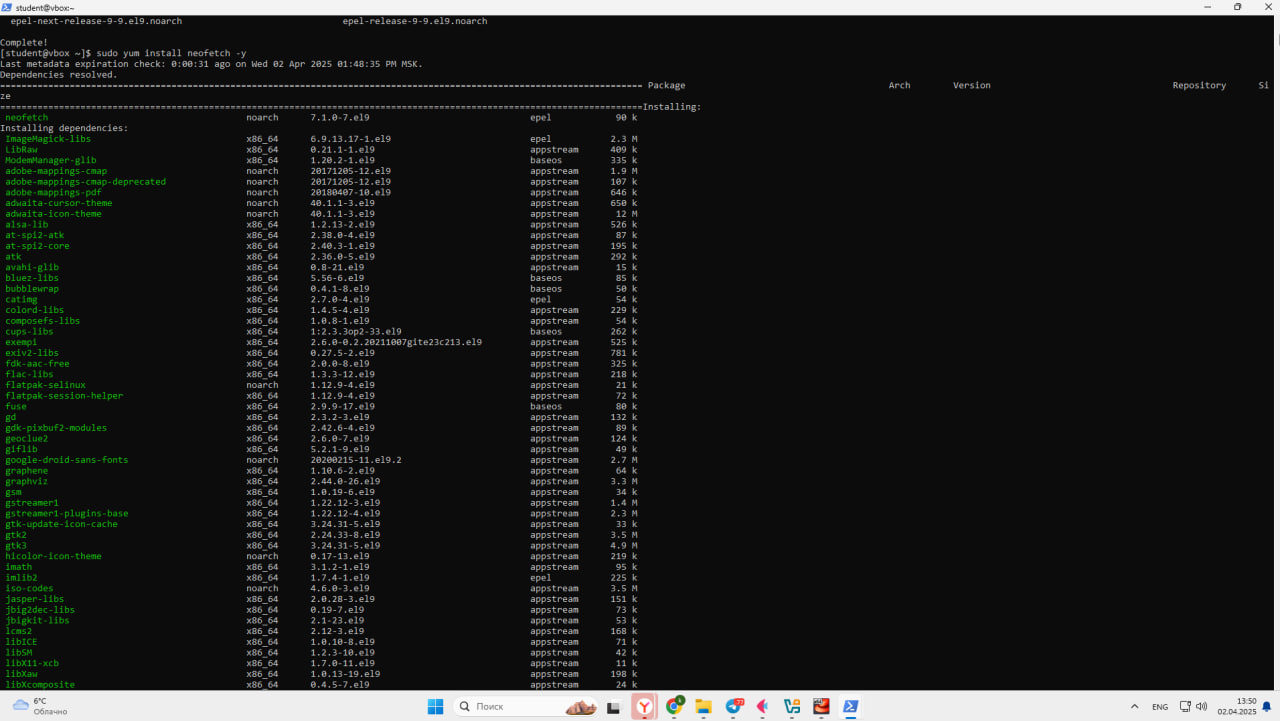 student@vbox:~
epel-next-release-9-9.el9.noarch epel-release-9-9.el9.noarch
Complete!
[student@vbox ~]$ sudo yum install neofetch -y
Last metadata expiration check: 0:00:31 ago on Wed 02 Apr 2025 01:48:35 PM MSK.
Dependencies resolved.
======================================================================================================================== Package Arch Version Repository Si
ze
========================================================================================================================Installing:
neofetch noarch 7.1.0-7.el9 epel 90 k
Installing dependencies:
ImageMagick-libs x86_64 6.9.13.17-1.el9 epel 2.3 M
LibRaw x86_64 0.21.1-1.el9 appstream 409 k
ModemManager-glib x86_64 1.20.2-1.el9 baseos 335 k
adobe-mappings-cmap noarch 20171205-12.el9 appstream 1.9 M
adobe-mappings-cmap-deprecated noarch 20171205-12.el9 appstream 107 k
adobe-mappings-pdf noarch 20180407-10.el9 appstream 646 k
adwaita-cursor-theme noarch 40.1.1-3.el9 appstream 650 k
adwaita-icon-theme noarch 40.1.1-3.el9 appstream 12 M
alsa-lib x86_64 1.2.13-2.el9 appstream 526 k
at-spi2-atk x86_64 2.38.0-4.el9 appstream 87 k
at-spi2-core x86_64 2.40.3-1.el9 appstream 195 k
atk x86_64 2.36.0-5.el9 appstream 292 k
avahi-glib x86_64 0.8-21.el9 appstream 15 k
bluez-libs x86_64 5.56-6.el9 baseos 85 k
bubblewrap x86_64 0.4.1-8.el9 baseos 50 k
catimg x86_64 2.7.0-4.el9 epel 54 k
colord-libs x86_64 1.4.5-4.el9 appstream 229 k
composefs-libs x86_64 1.0.8-1.el9 appstream 54 k
cups-libs x86_64 1:2.3.3op2-33.el9 baseos 262 k
exempi x86_64 2.6.0-0.2.20211007gite23c213.el9 appstream 525 k
exiv2-libs x86_64 0.27.5-2.el9 appstream 781 k
fdk-aac-free x86_64 2.0.0-8.el9 appstream 325 k
flac-libs x86_64 1.3.3-12.el9 appstream 218 k
flatpak-selinux noarch 1.12.9-4.el9 appstream 21 k
flatpak-session-helper x86_64 1.12.9-4.el9 appstream 72 k
fuse x86_64 2.9.9-17.el9 baseos 80 k
gd x86_64 2.3.2-3.el9 appstream 132 k
gdk-pixbuf2-modules x86_64 2.42.6-4.el9 appstream 89 k
geoclue2 x86_64 2.6.0-7.el9 appstream 124 k
giflib x86_64 5.2.1-9.el9 appstream 49 k
google-droid-sans-fonts noarch 20200215-11.el9.2 appstream 2.7 M
graphene x86_64 1.10.6-2.el9 appstream 64 k
graphviz x86_64 2.44.0-26.el9 appstream 3.3 M
gsm x86_64 1.0.19-6.el9 appstream 34 k
gstreamer1 x86_64 1.22.12-3.el9 appstream 1.4 M
gstreamer1-plugins-base x86_64 1.22.12-4.el9 appstream 2.3 M
gtk-update-icon-cache x86_64 3.24.31-5.el9 appstream 33 k
gtk2 x86_64 2.24.33-8.el9 appstream 3.5 M
gtk3 x86_64 3.24.31-5.el9 appstream 4.9 M
hicolor-icon-theme noarch 0.17-13.el9 appstream 219 k
imath x86_64 3.1.2-1.el9 appstream 95 k
imlib2 x86_64 1.7.4-1.el9 epel 225 k
iso-codes noarch 4.6.0-3.el9 appstream 3.5 M
jasper-libs x86_64 2.0.28-3.el9 appstream 151 k
jbig2dec-libs x86_64 0.19-7.el9 appstream 73 k
jbigkit-libs x86_64 2.1-23.el9 appstream 53 k
lcms2 x86_64 2.12-3.el9 appstream 168 k
libICE x86_64 1.0.10-8.el9 appstream 71 k
libSM x86_64 1.2.3-10.el9 appstream 42 k
libX11-xcb x86_64 1.7.0-11.el9 appstream 11 k
libXaw x86_64 1.0.13-19.el9 appstream 198 k
libXcomposite x86_64 0.4.5-7.el9 appstream 24 k
6°C
Облачно
Поиск
ENG
13:50
02.04.2025